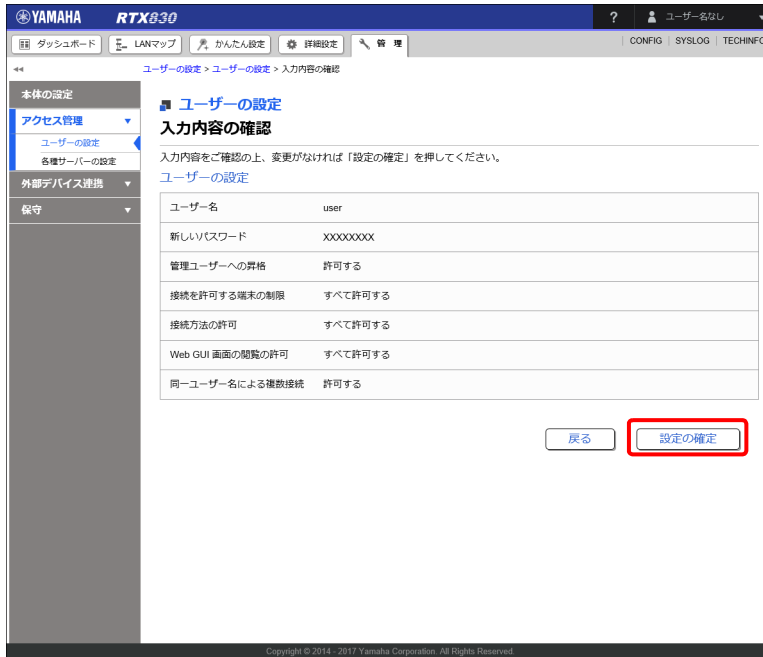 YAMAHA RTX830 ? ユーザー名なし
ダッシュボード LANマップ かんたん設定 詳細設定 管 理 CONFIG SYSLOG TECHINFO
ユーザーの設定 > ユーザーの設定 > 入力内容の確認
本体の設定
アクセス管理
ユーザーの設定
各種サーバーの設定
外部デバイス連携
保守
ユーザーの設定
入力内容の確認
入力内容をご確認の上、変更がなければ「設定の確定」を押してください。
ユーザーの設定
ユーザー名 user
新しいパスワード XXXXXXXX
管理ユーザーへの昇格 許可する
接続を許可する端末の制限 すべて許可する
接続方法の許可 すべて許可する
Web GUI 画面の閲覧の許可 すべて許可する
同一ユーザー名による複数接続 許可する
戻る 設定の確定
Copyright © 2014 - 2017 Yamaha Corporation. All Rights Reserved.